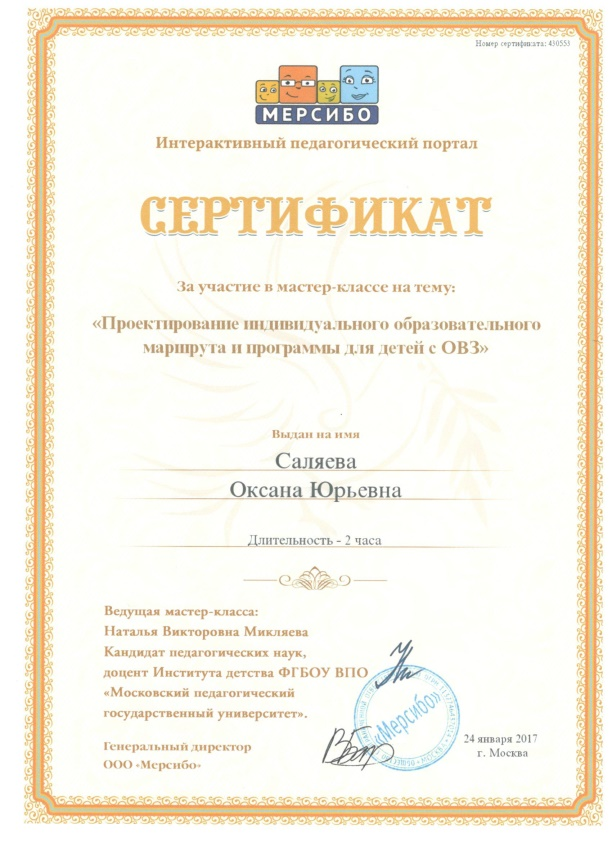 Номер сертификата: 430553
МЕРСИБО
Интерактивный педагогический портал
СЕРТИФИКАТ
За участие в мастер-классе на тему:
«Проектирование индивидуального образовательного
маршрута и программы для детей с ОВЗ»
Выдан на имя
Саляева
Оксана Юрьевна
Длительность - 2 часа
Ведущая мастер-класса:
Наталья Викторовна Микляева
Кандидат педагогических наук,
доцент Института детства ФГБОУ ВПО
«Московский педагогический
государственный университет».
Генеральный директор
ООО «Мерсибо»
«Мерсибо»
24 января 2017
г. Москва